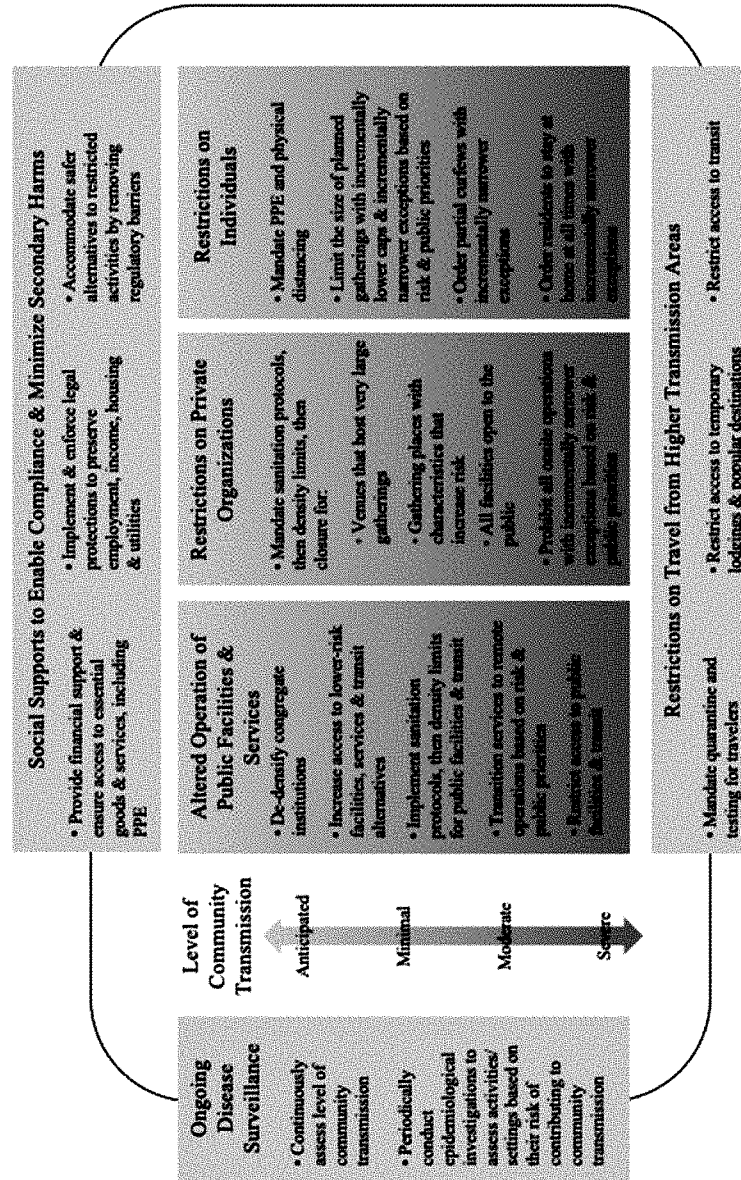 Social Supports to Enable Compliance & Minimize Secondary Harms
• Provide financial support &
ensure access to essential
goods & services, including
PPE
• Implement & enforce legal
protections to preserve
employment, income, housing
& utilities
• Accommodate safer
alternatives to restricted
activities by removing
regulatory barriers
Ongoing
Disease
Surveillance
• Continuously
assess level of
community
transmission
• Periodically
conduct
epidemiological
investigations to
assess activities/
settings based on
their risk of
contributing to
community
transmission
Level of
Community
Transmission
Anticipated
Minimal
Moderate
Severe
Altered Operation of
Public Facilities &
Services
• De-densify congregate
institutions
• Increase access to lower-risk
facilities, services & transit
alternatives
• Implement sanitation
protocols, then density limits
for public facilities & transit
• Transition services to remote
operations based on risk &
public priorities
• Restrict access to public
facilities & transit
Restrictions on Private
Organizations
• Mandate sanitation protocols,
then density limits, then
closure for:
• Venues that host very large
gatherings
• Gathering places with
characteristics that
increase risk
• All facilities open to the
public
• Prohibit all onsite operations
with incrementally narrower
exceptions based on risk &
public priorities
Restrictions on
Individuals
• Mandate PPE and physical
distancing
• Limit the size of planned
gatherings with incrementally
lower caps & incrementally
narrower exceptions based on
risk & public priorities
• Order partial curfews with
incrementally narrower
exceptions
• Order residents to stay at
home at all times with
incrementally narrower
exceptions
Restrictions on Travel from Higher Transmission Areas
• Mandate quarantine and
testing for travelers
• Restrict access to temporary
lodgings & popular destinations
• Restrict access to transit